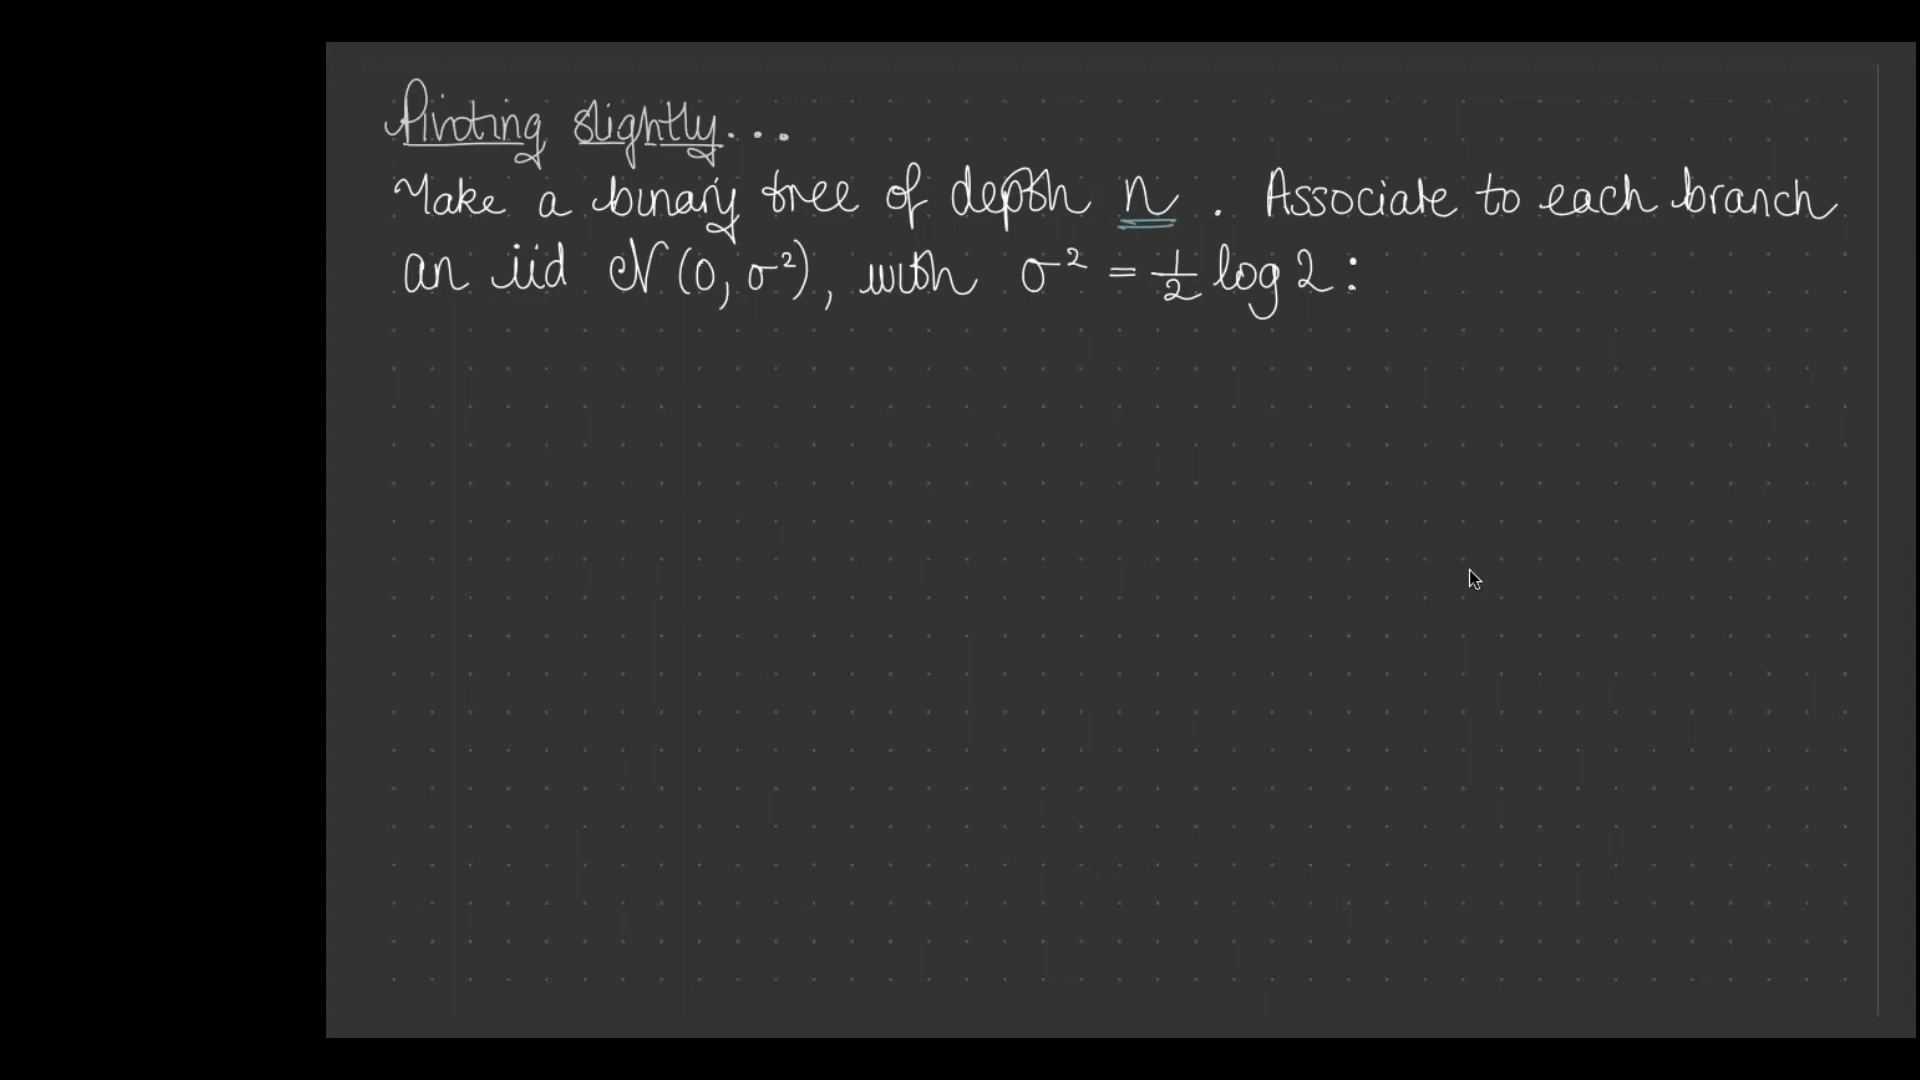 Pivoting slightly...
Take a binary tree of depth n. Associate to each branch
an iid N(0, σ²), with σ² = ½ log 2: